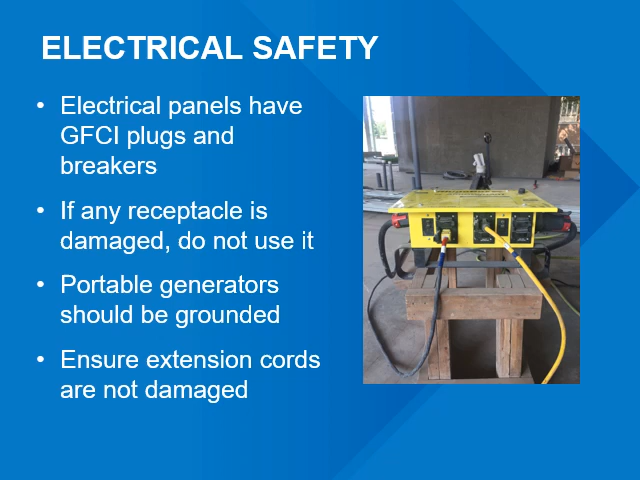 ELECTRICAL SAFETY
• Electrical panels have
GFCI plugs and
breakers
• If any receptacle is
damaged, do not use it
• Portable generators
should be grounded
• Ensure extension cords
are not damaged